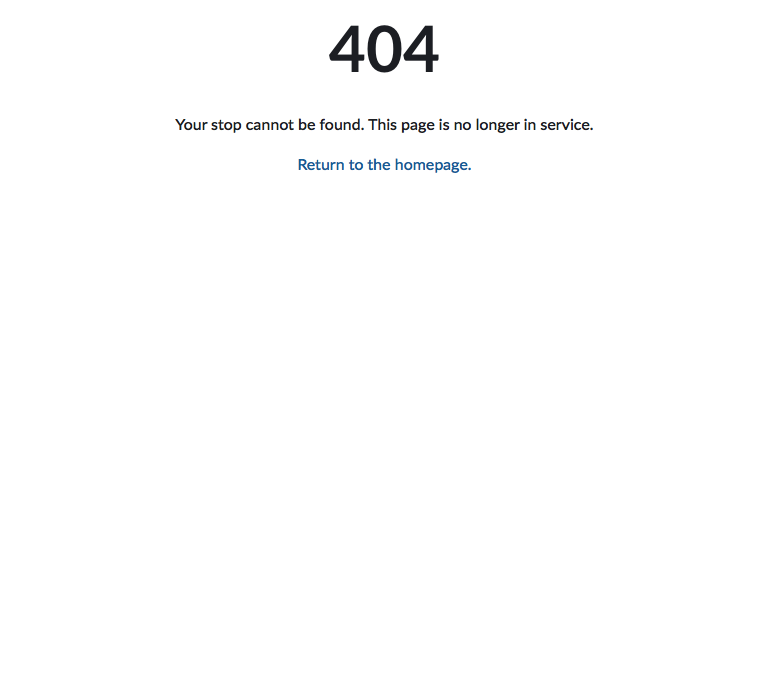 404
Your stop cannot be found. This page is no longer in service.
Return to the homepage.